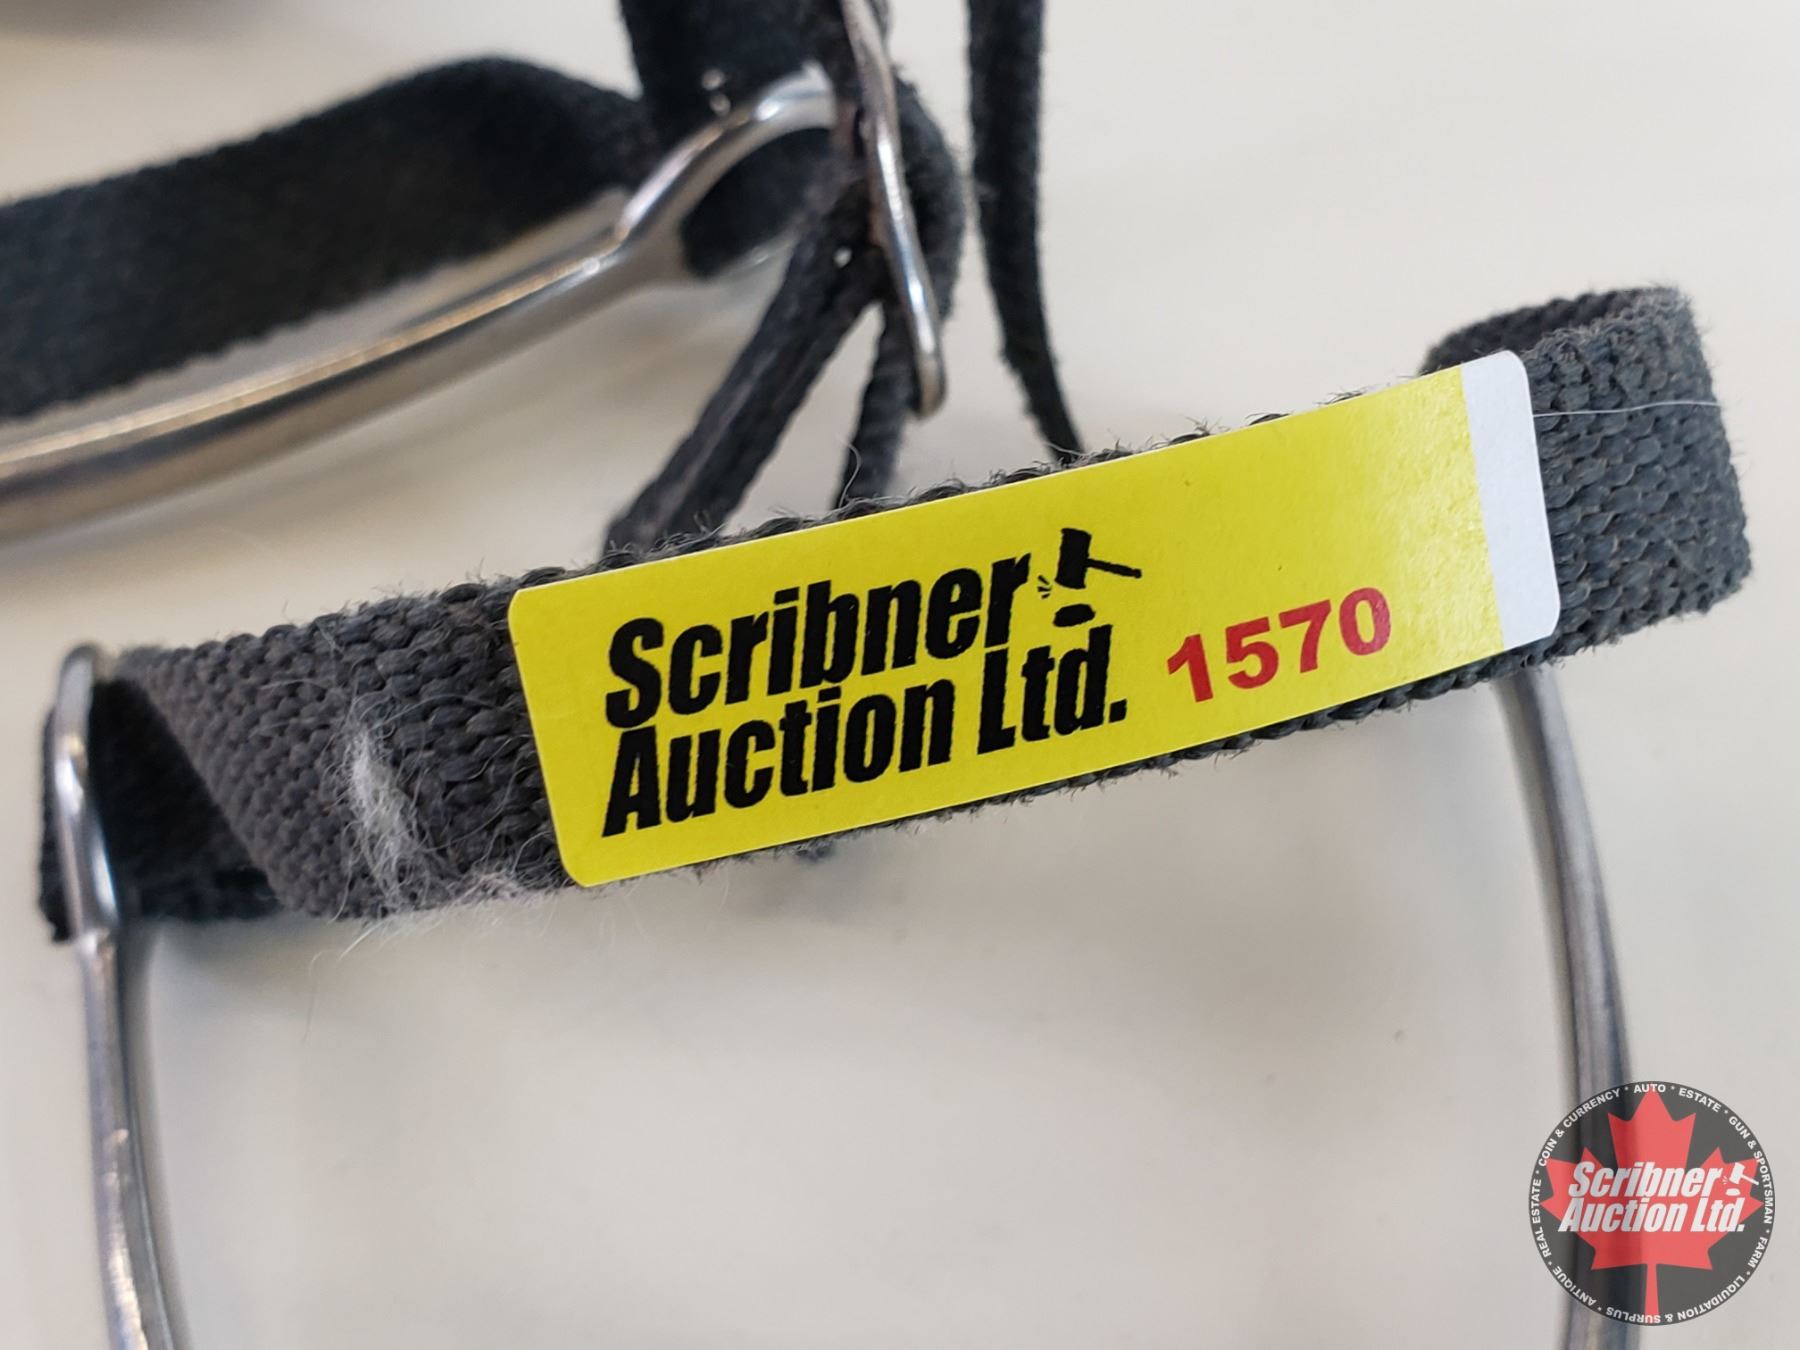 Scribner
Auction Ltd. 1570
COIN & CURRENCY * AUTO * ESTATE * GUN & SPORTSMAN * FARM * LIQUIDATION & SURPLUS * ANTIQUE * REAL ESTATE *
Scribner
Auction Ltd.